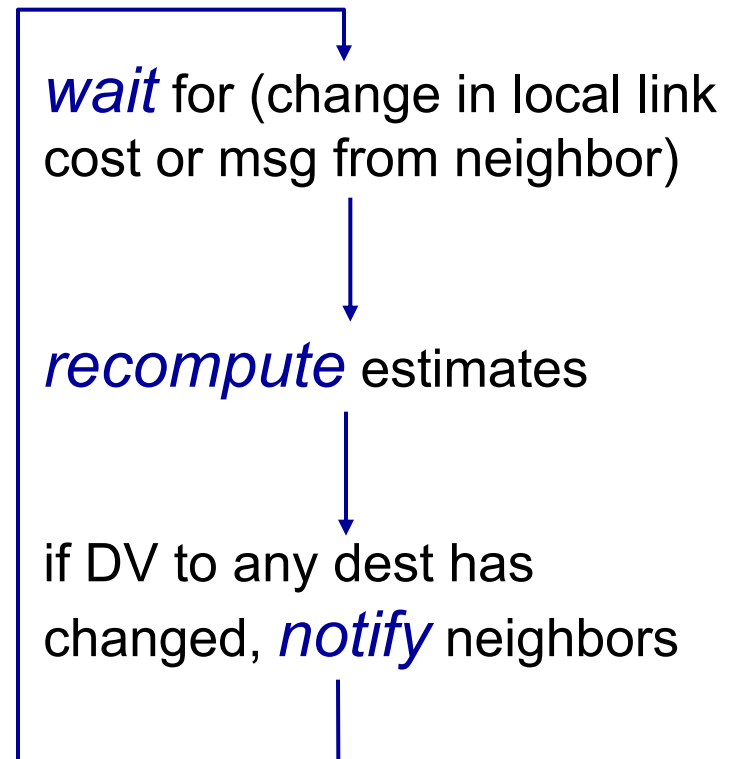 wait for (change in local link
cost or msg from neighbor)
recompute estimates
if DV to any dest has
changed, notify neighbors